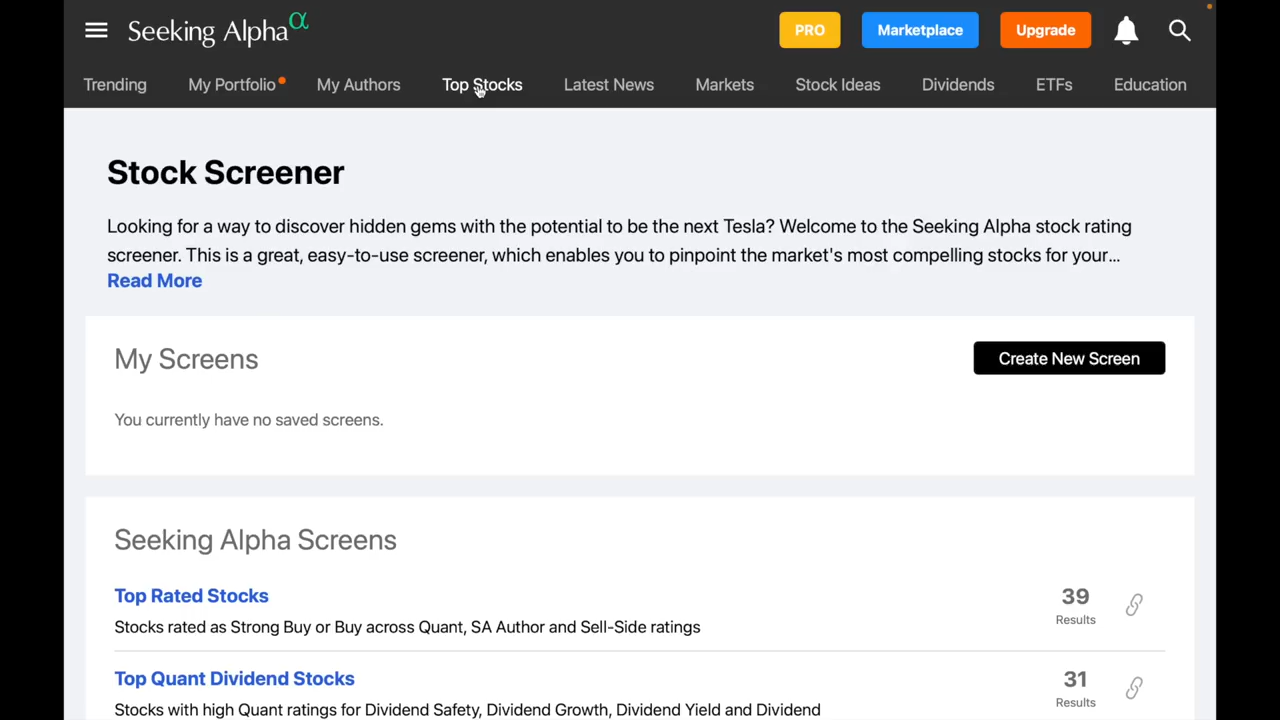 Seeking Alpha α
PRO
Marketplace
Upgrade
Trending
My Portfolio
My Authors
Top Stocks
Latest News
Markets
Stock Ideas
Dividends
ETFs
Education
Stock Screener
Looking for a way to discover hidden gems with the potential to be the next Tesla? Welcome to the Seeking Alpha stock rating
screener. This is a great, easy-to-use screener, which enables you to pinpoint the market's most compelling stocks for your...
Read More
My Screens
Create New Screen
You currently have no saved screens.
Seeking Alpha Screens
Top Rated Stocks
39
Results
Stocks rated as Strong Buy or Buy across Quant, SA Author and Sell-Side ratings
Top Quant Dividend Stocks
31
Results
Stocks with high Quant ratings for Dividend Safety, Dividend Growth, Dividend Yield and Dividend